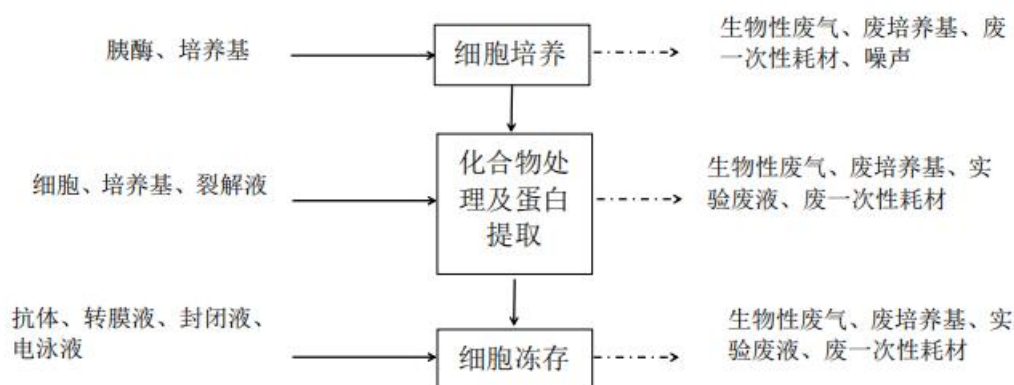 胰酶、培养基
细胞培养
生物性废气、废培养基、废
一次性耗材、噪声
细胞、培养基、裂解液
化合物处
理及蛋白
提取
生物性废气、废培养基、实
验废液、废一次性耗材
抗体、转膜液、封闭液、
电泳液
细胞冻存
生物性废气、废培养基、实
验废液、废一次性耗材